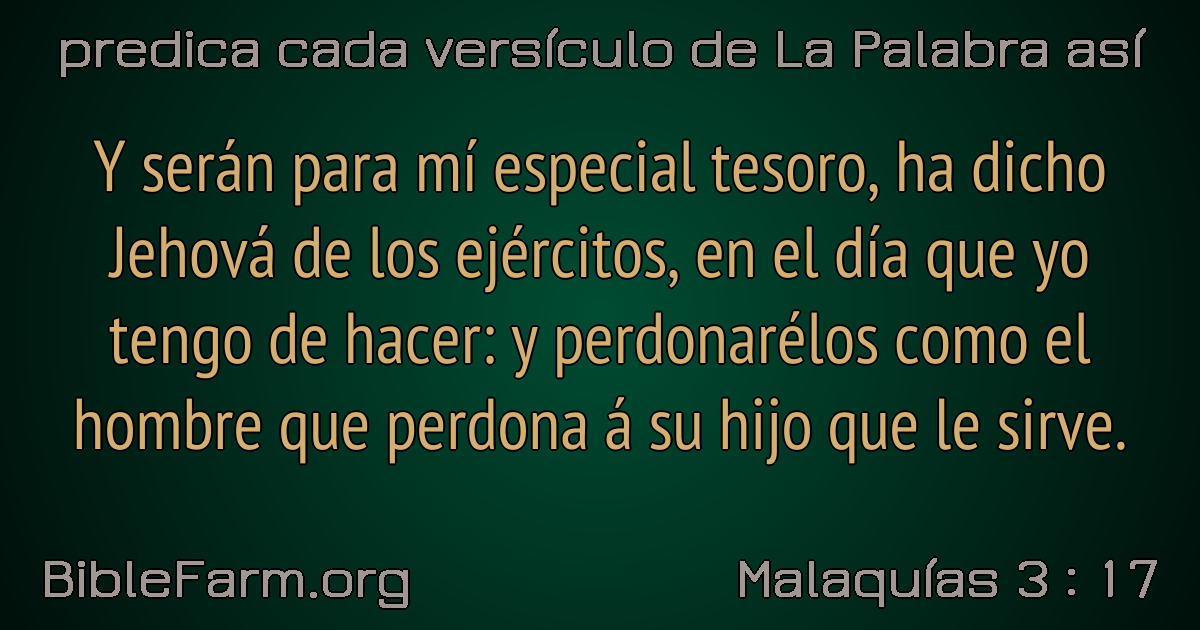 predica cada versículo de La Palabra así
Y serán para mí especial tesoro, ha dicho
Jehová de los ejércitos, en el día que yo
tengo de hacer: y perdonarélos como el
hombre que perdona á su hijo que le sirve.
BibleFarm.org
Malaquías 3 : 17